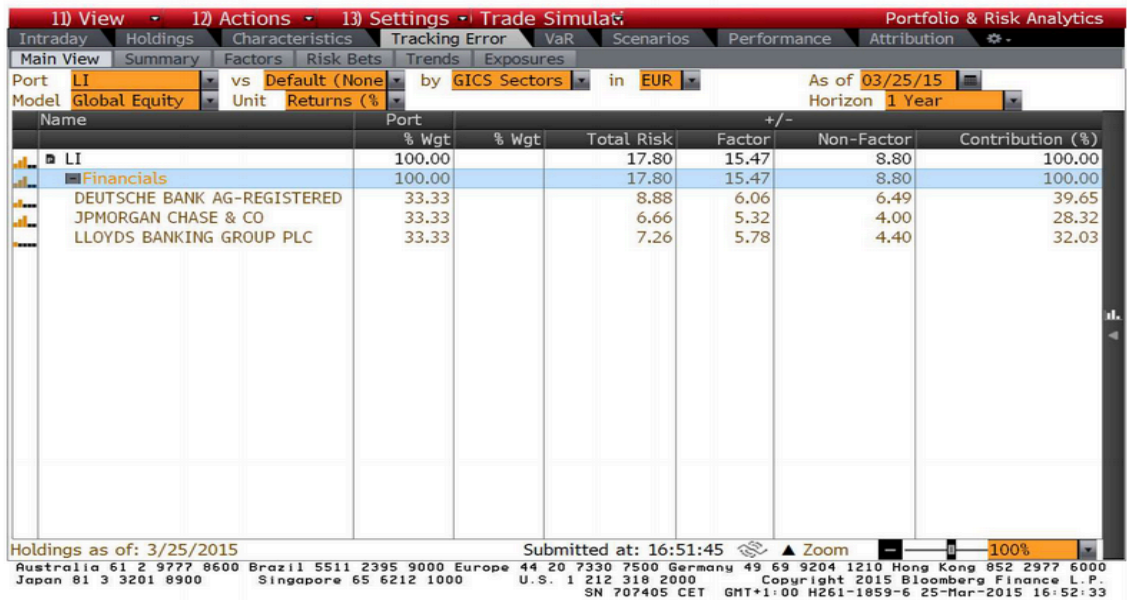 11) View 12) Actions 13) Settings Trade Simulat Portfolio & Risk Analytics
Intraday Holdings Characteristics Tracking Error VaR Scenarios Performance Attribution
Main View Summary Factors Risk Bets Trends Exposures
Port LI vs Default (None by GICS Sectors in EUR As of 03/25/15
Model Global Equity Unit Returns (% Horizon 1 Year
Name Port +/-
% Wgt % Wgt Total Risk Factor Non-Factor Contribution (%)
LI 100.00 17.80 15.47 8.80 100.00
Financials 100.00 17.80 15.47 8.80 100.00
DEUTSCHE BANK AG-REGISTERED 33.33 8.88 6.06 6.49 39.65
JPMORGAN CHASE & CO 33.33 6.66 5.32 4.00 28.32
LLOYDS BANKING GROUP PLC 33.33 7.26 5.78 4.40 32.03
Holdings as of: 3/25/2015 Submitted at: 16:51:45 ▲ Zoom 100%
Australia 61 2 9777 8600 Brazil 5511 2395 9000 Europe 44 20 7330 7500 Germany 49 69 9204 1210 Hong Kong 852 2977 6000
Japan 81 3 3201 8900 Singapore 65 6212 1000 U.S. 1 212 318 2000 Copyright 2015 Bloomberg Finance L.P.
SN 707405 CET GMT+1:00 H261-1859-6 25-Mar-2015 16:52:33